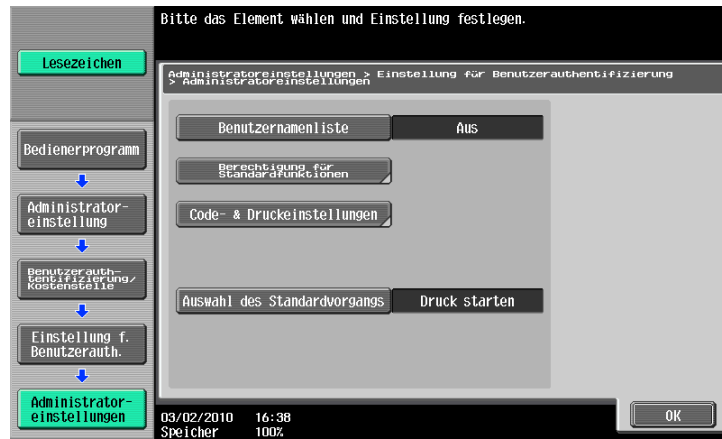 Bitte das Element wählen und Einstellung festlegen.
Lesezeichen
Administratoreinstellungen > Einstellung für Benutzerauthentifizierung
> Administratoreinstellungen
Benutzernamenliste
Aus
Bedienerprogramm
Berechtigung für
Standardfunktionen
Administrator-
einstellung
Code- & Druckeinstellungen
Benutzerauth-
tentifizierung/
Kostenstelle
Auswahl des Standardvorgangs
Druck starten
Einstellung f.
Benutzerauth.
Administrator-
einstellungen
03/02/2010 16:38
Speicher 100%
OK